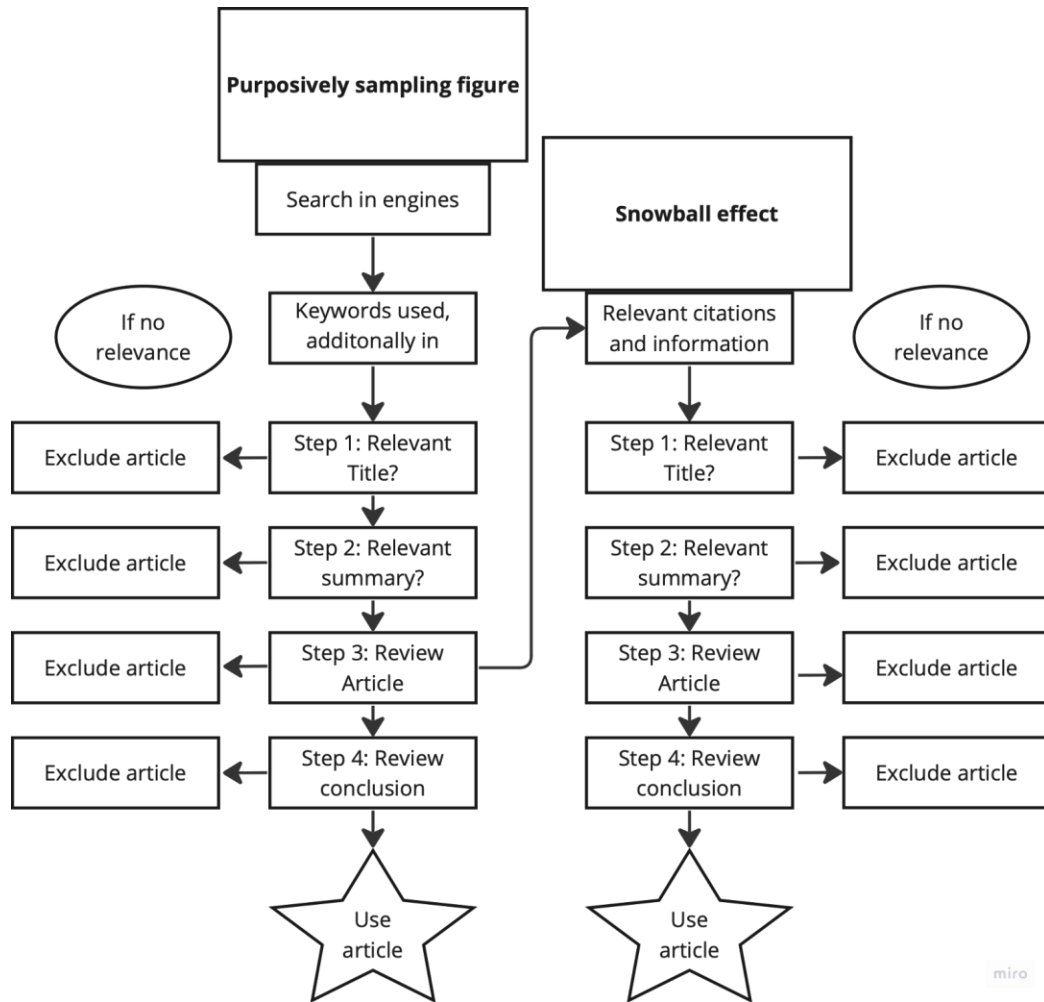 Purposively sampling figure
Search in engines
Snowball effect
If no
relevance
Keywords used,
additonally in
Relevant citations
and information
If no
relevance
Exclude article
Step 1: Relevant
Title?
Step 1: Relevant
Title?
Exclude article
Exclude article
Step 2: Relevant
summary?
Step 2: Relevant
summary?
Exclude article
Exclude article
Step 3: Review
Article
Step 3: Review
Article
Exclude article
Exclude article
Step 4: Review
conclusion
Step 4: Review
conclusion
Exclude article
Use
article
Use
article
miro